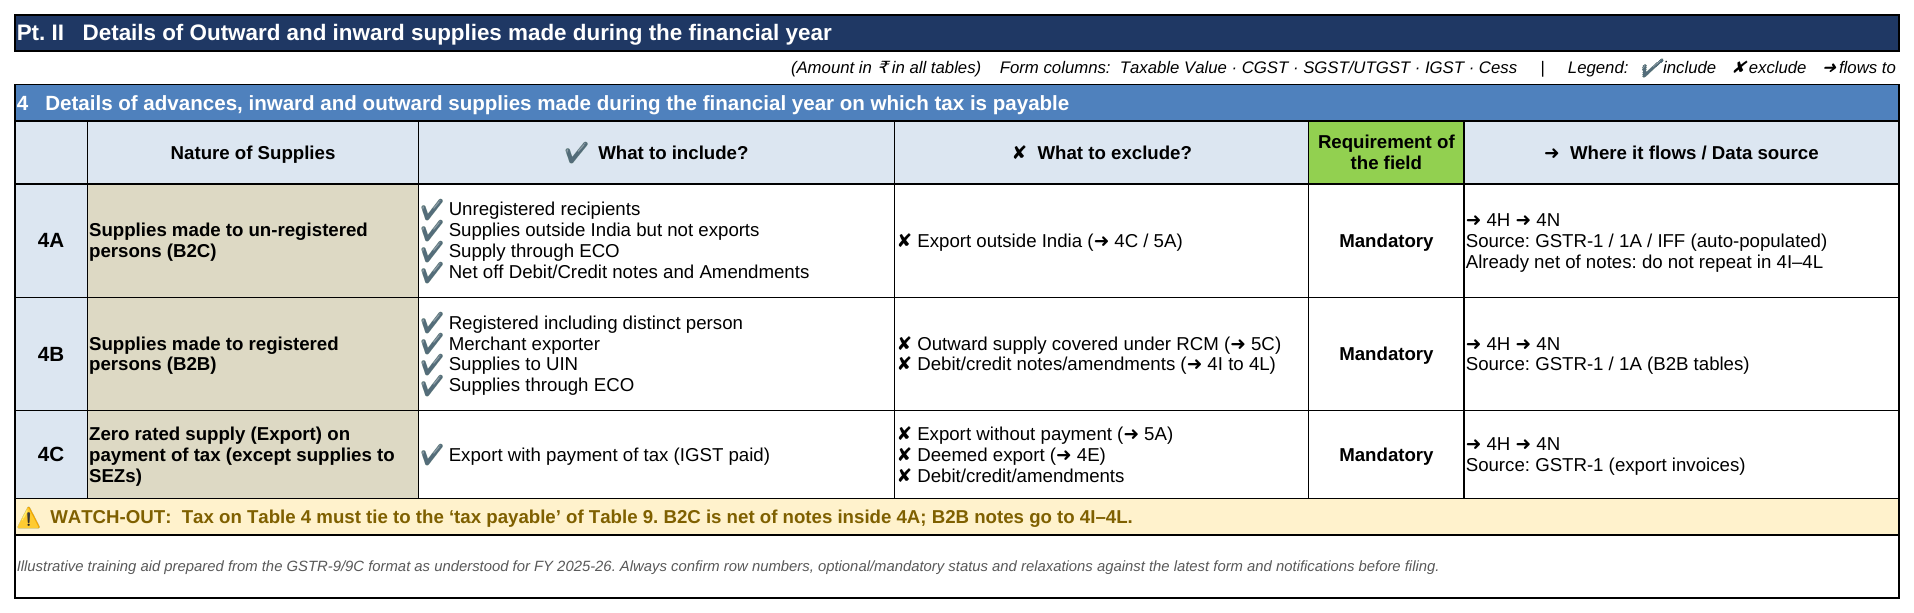 Pt. II   Details of Outward and inward supplies made during the financial year
(Amount in ₹ in all tables)   Form columns:  Taxable Value · CGST · SGST/UTGST · IGST · Cess    |    Legend:  ✔ include   ✘ exclude   ➜ flows to
4   Details of advances, inward and outward supplies made during the financial year on which tax is payable
Nature of Supplies
✔ What to include?
✘ What to exclude?
Requirement of
the field
➜ Where it flows / Data source
4A
Supplies made to un-registered
persons (B2C)
✔ Unregistered recipients
✔ Supplies outside India but not exports
✔ Supply through ECO
✔ Net off Debit/Credit notes and Amendments
✘ Export outside India (➜ 4C / 5A)
Mandatory
➜ 4H ➜ 4N
Source: GSTR-1 / 1A / IFF (auto-populated)
Already net of notes: do not repeat in 4I–4L
4B
Supplies made to registered
persons (B2B)
✔ Registered including distinct person
✔ Merchant exporter
✔ Supplies to UIN
✔ Supplies through ECO
✘ Outward supply covered under RCM (➜ 5C)
✘ Debit/credit notes/amendments (➜ 4I to 4L)
Mandatory
➜ 4H ➜ 4N
Source: GSTR-1 / 1A (B2B tables)
4C
Zero rated supply (Export) on
payment of tax (except supplies to
SEZs)
✔ Export with payment of tax (IGST paid)
✘ Export without payment (➜ 5A)
✘ Deemed export (➜ 4E)
✘ Debit/credit/amendments
Mandatory
➜ 4H ➜ 4N
Source: GSTR-1 (export invoices)
⚠ WATCH-OUT:  Tax on Table 4 must tie to the ‘tax payable’ of Table 9. B2C is net of notes inside 4A; B2B notes go to 4I–4L.
Illustrative training aid prepared from the GSTR-9/9C format as understood for FY 2025-26. Always confirm row numbers, optional/mandatory status and relaxations against the latest form and notifications before filing.